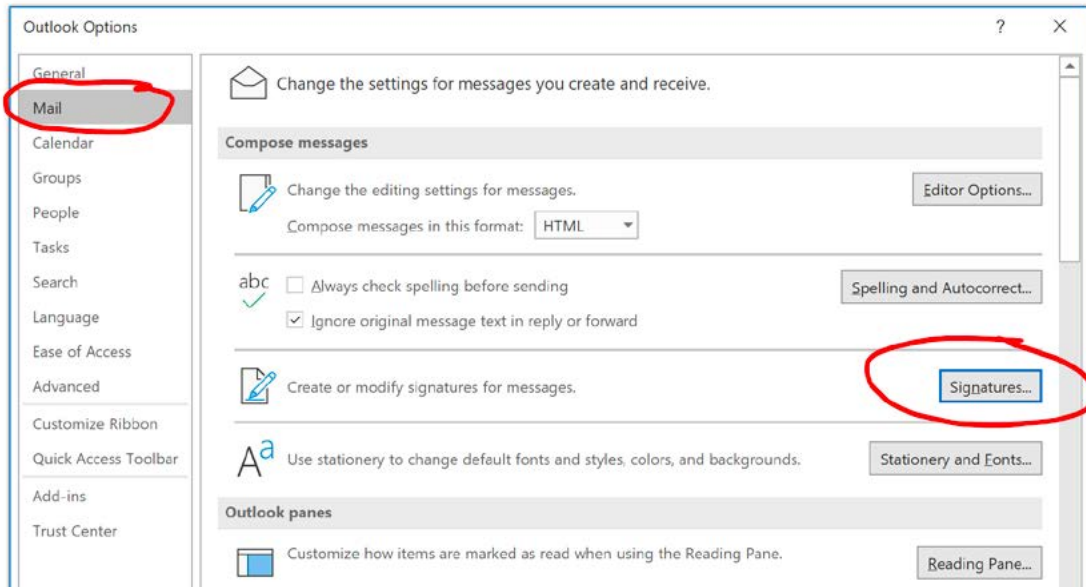 Outlook Options
?
General
Mail
Calendar
Groups
People
Tasks
Search
Language
Ease of Access
Advanced
Customize Ribbon
Quick Access Toolbar
Add-ins
Trust Center
Change the settings for messages you create and receive.
Compose messages
Change the editing settings for messages.
Editor Options...
Compose messages in this format: HTML
abc
Always check spelling before sending
Spelling and Autocorrect...
Ignore original message text in reply or forward
Create or modify signatures for messages.
Signatures...
Aa
Use stationery to change default fonts and styles, colors, and backgrounds.
Stationery and Fonts...
Outlook panes
Customize how items are marked as read when using the Reading Pane.
Reading Pane...